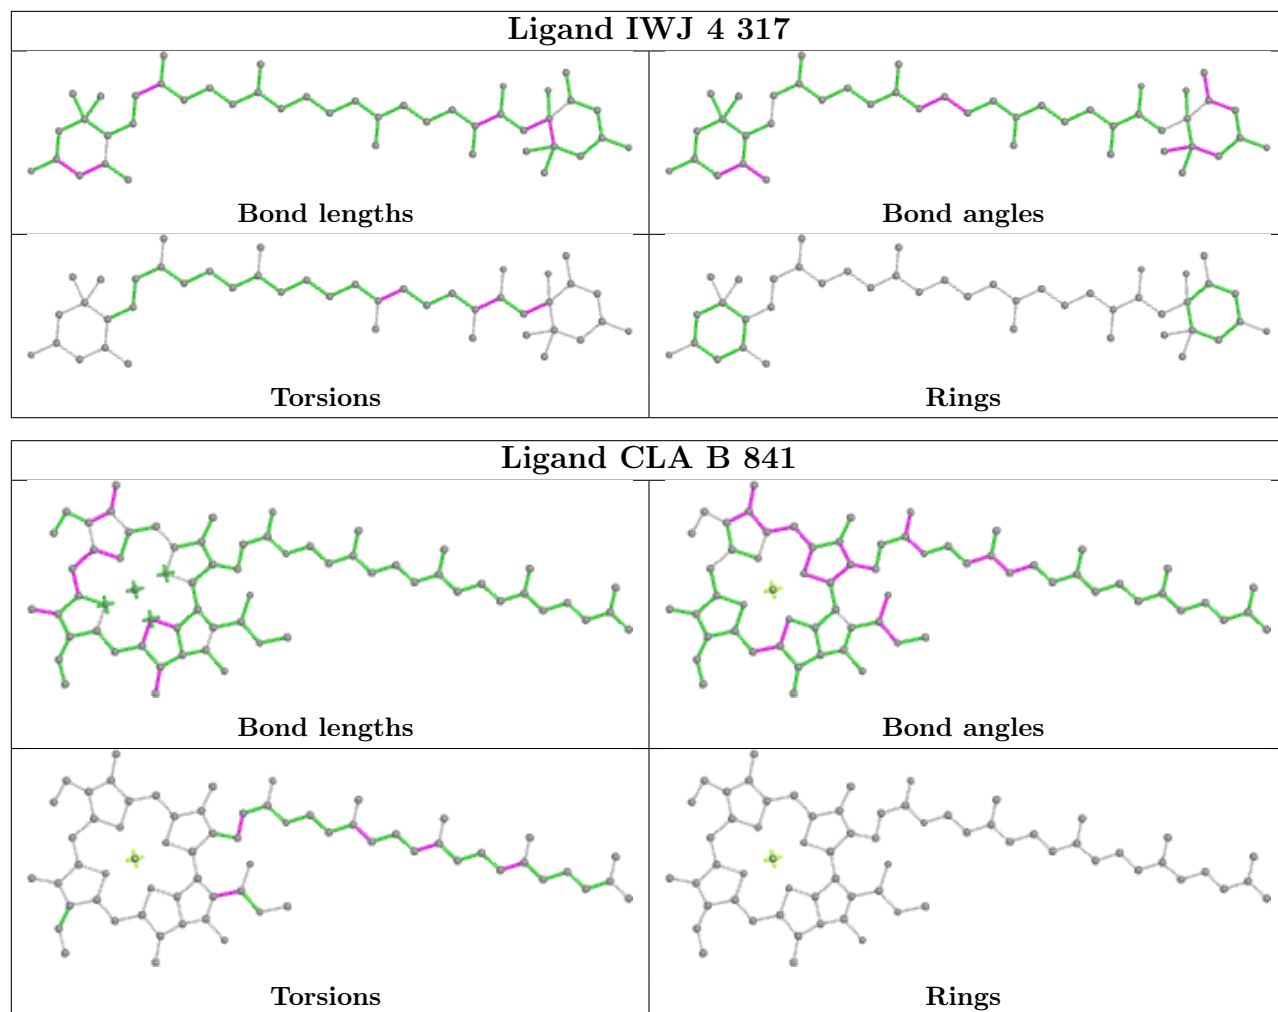 Ligand IWJ 4 317
Bond lengths
Bond angles
Torsions
Rings
Ligand CLA B 841
Bond lengths
Bond angles
Torsions
Rings